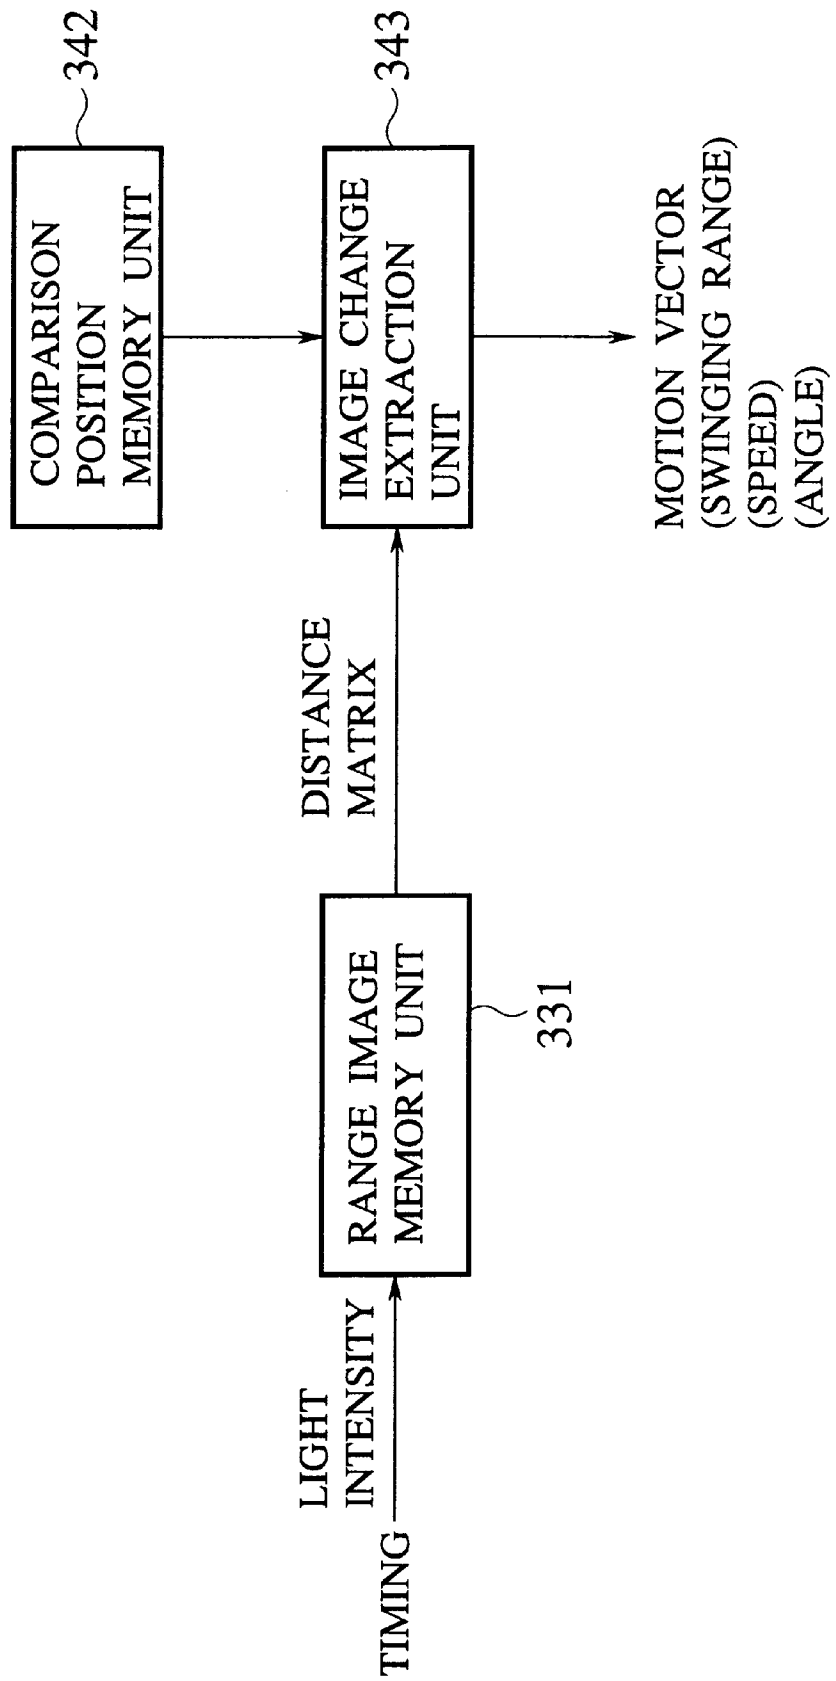 342
COMPARISON
POSITION
MEMORY UNIT
343
IMAGE CHANGE
EXTRACTION
UNIT
DISTANCE
MATRIX
RANGE IMAGE
MEMORY UNIT
331
LIGHT
INTENSITY
TIMING
MOTION VECTOR
(SWINGING RANGE)
(SPEED)
(ANGLE)